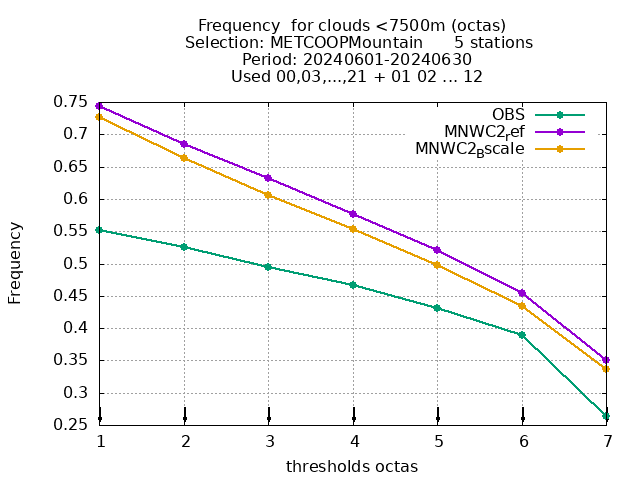 Frequency  for clouds <7500m (octas)
Selection: METCOOPMountain      5 stations
Period: 20240601-20240630
Used 00,03,...,21 + 01 02 ... 12
OBS
MNWC2ref
MNWC2Bscale
0.75
0.7
0.65
0.6
0.55
0.5
0.45
0.4
0.35
0.3
0.25
Frequency
1 2 3 4 5 6 7
thresholds octas